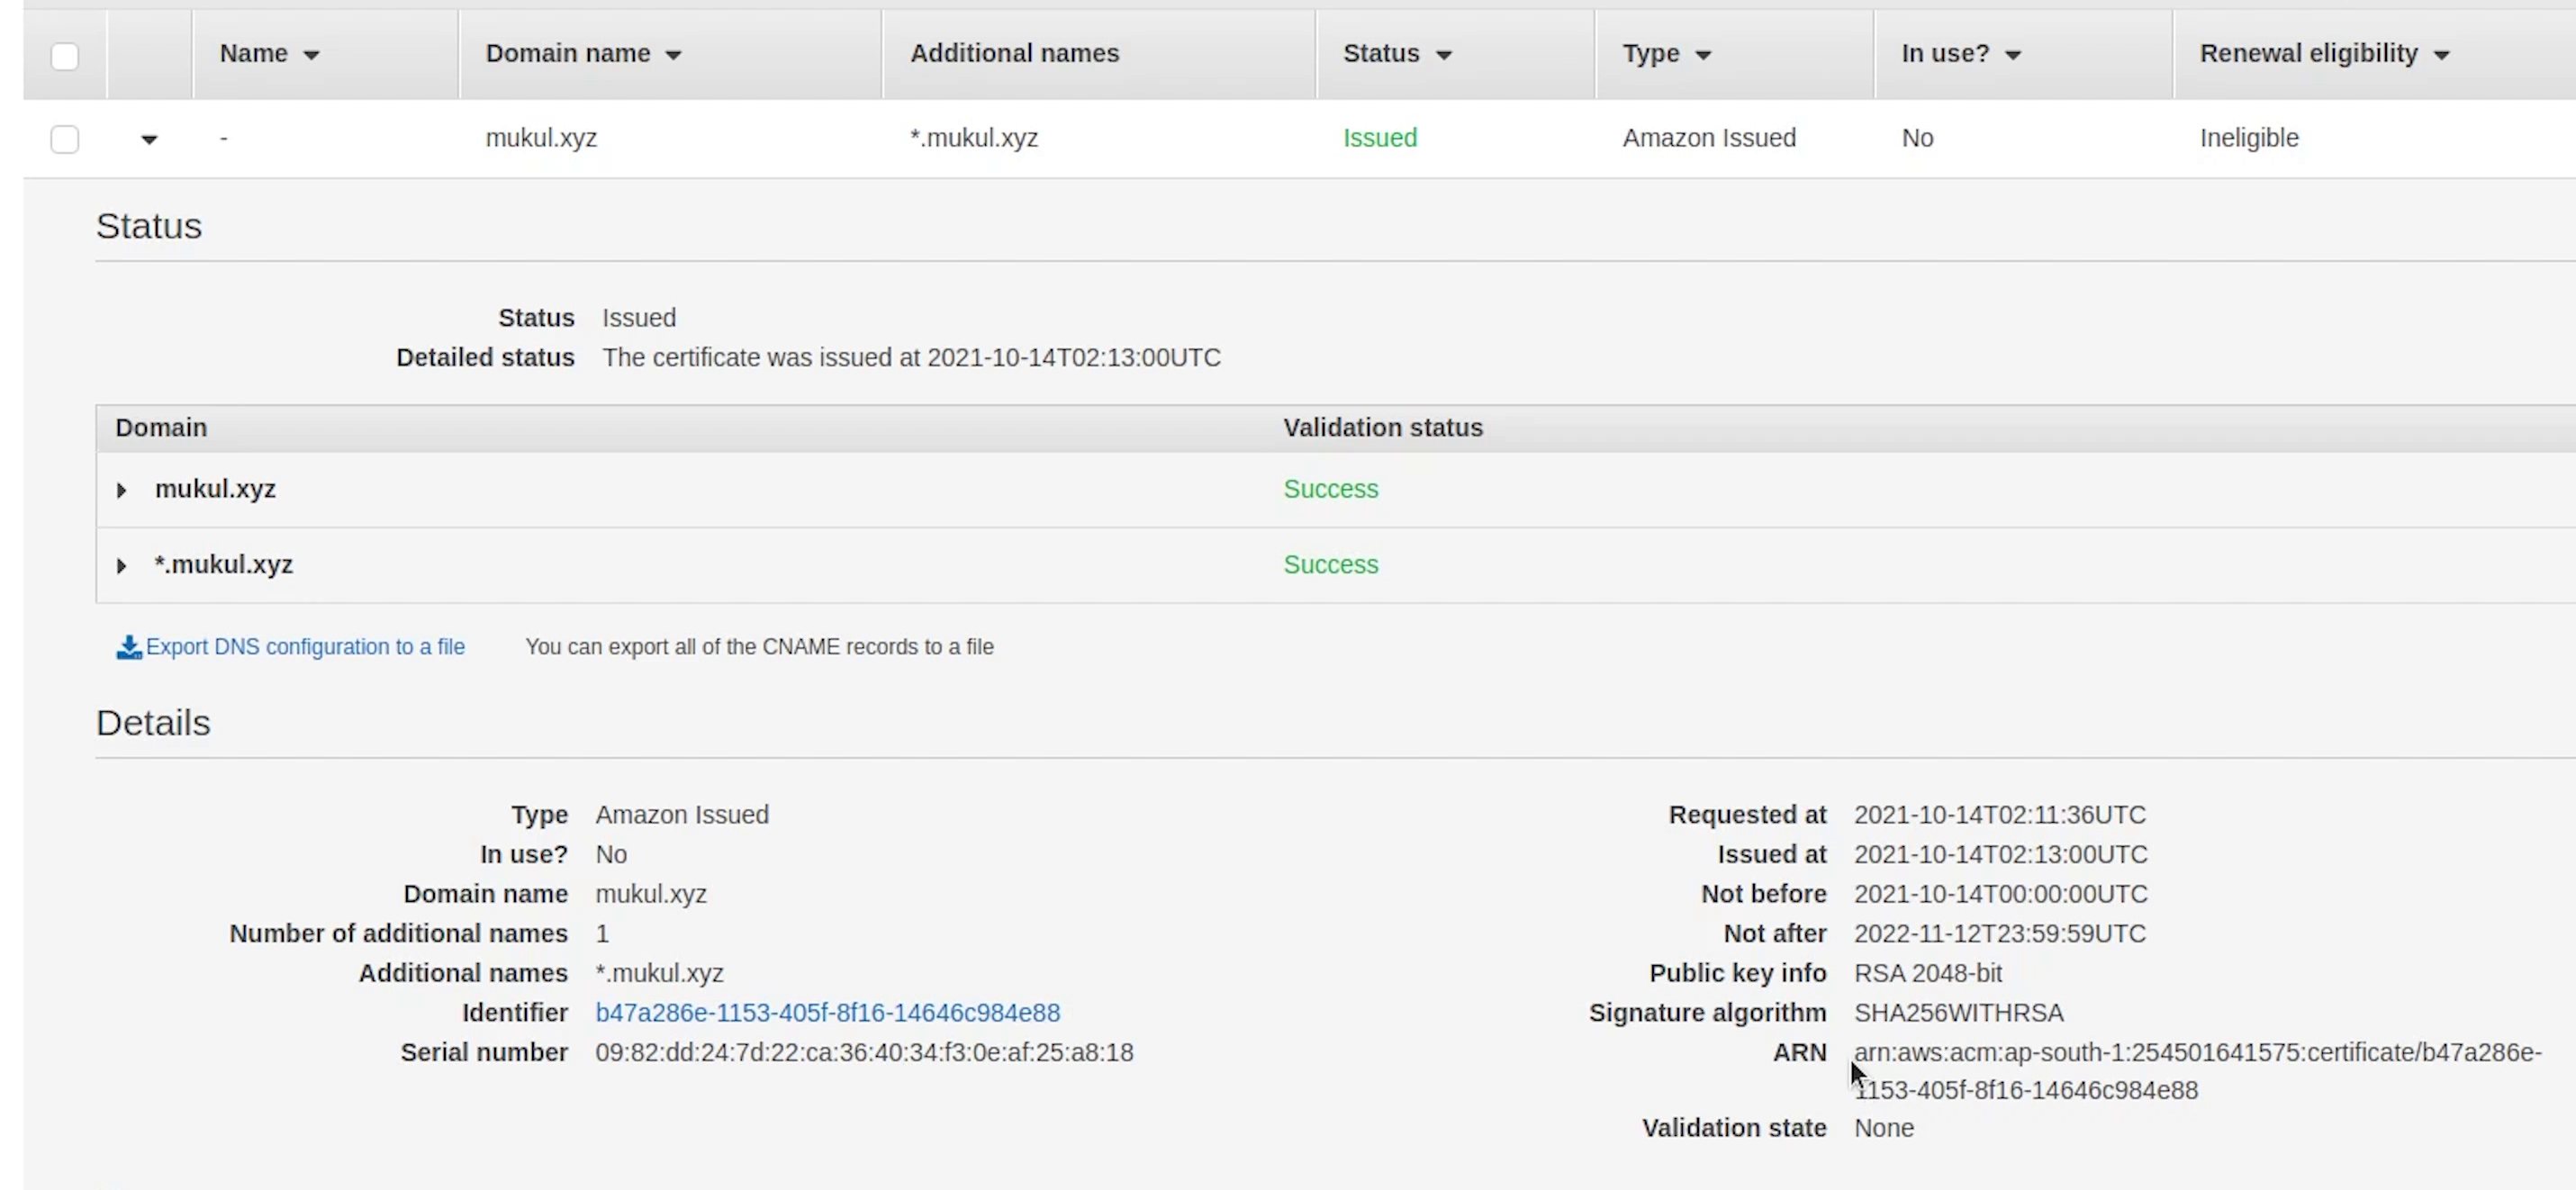 Name Domain name Additional names Status Type In use? Renewal eligibility
- mukul.xyz *.mukul.xyz Issued Amazon Issued No Ineligible
Status
Status Issued
Detailed status The certificate was issued at 2021-10-14T02:13:00UTC
Domain Validation status
mukul.xyz Success
*.mukul.xyz Success
Export DNS configuration to a file You can export all of the CNAME records to a file
Details
Type Amazon Issued
In use? No
Domain name mukul.xyz
Number of additional names 1
Additional names *.mukul.xyz
Identifier b47a286e-1153-405f-8f16-14646c984e88
Serial number 09:82:dd:24:7d:22:ca:36:40:34:f3:0e:af:25:a8:18
Requested at 2021-10-14T02:11:36UTC
Issued at 2021-10-14T02:13:00UTC
Not before 2021-10-14T00:00:00UTC
Not after 2022-11-12T23:59:59UTC
Public key info RSA 2048-bit
Signature algorithm SHA256WITHRSA
ARN arn:aws:acm:ap-south-1:254501641575:certificate/b47a286e-
1153-405f-8f16-14646c984e88
Validation state None